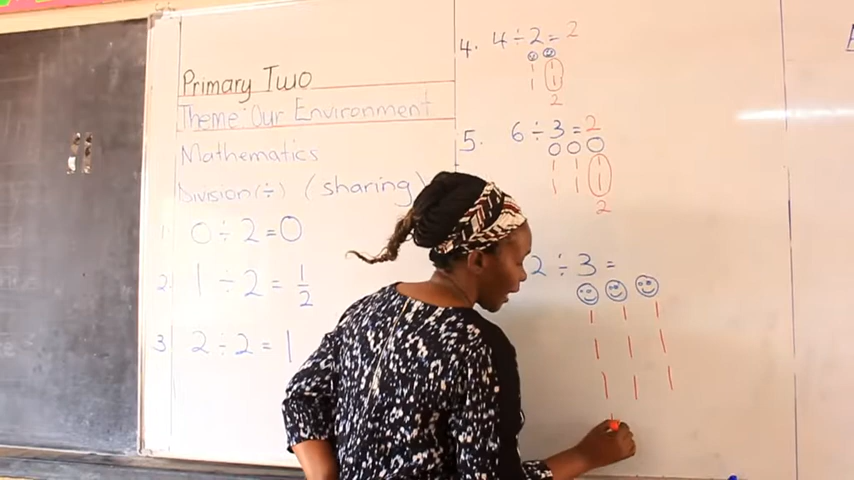 Primary Two
Theme: Our Environment
Mathematics
Division (÷) (sharing)
1. 0 ÷ 2 = 0
2. 1 ÷ 2 = 1/2
3. 2 ÷ 2 = 1
4. 4 ÷ 2 = 2
2
5. 6 ÷ 3 = 2
2
2 ÷ 3 =